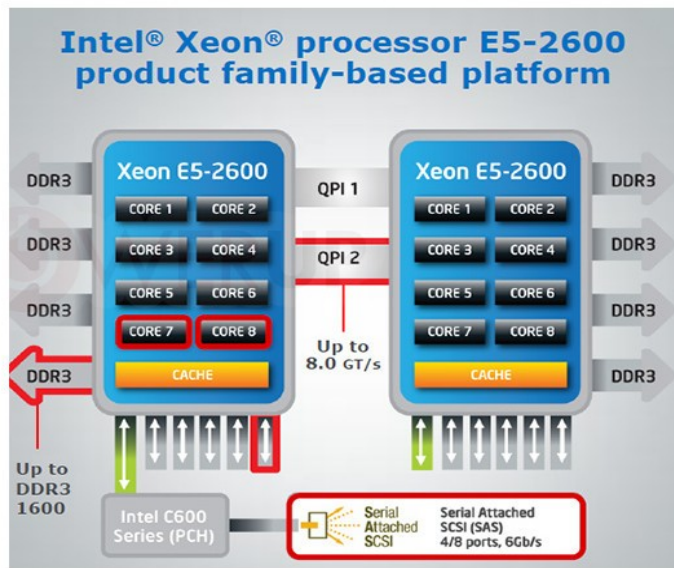 Intel® Xeon® processor E5-2600
product family-based platform
Xeon E5-2600
CORE 1
CORE 2
CORE 3
CORE 4
CORE 5
CORE 6
CORE 7
CORE 8
CACHE
DDR3
DDR3
DDR3
DDR3
Up to
DDR3
1600
QPI 1
QPI 2
Up to
8.0 GT/s
Xeon E5-2600
CORE 1
CORE 2
CORE 3
CORE 4
CORE 5
CORE 6
CORE 7
CORE 8
CACHE
DDR3
DDR3
DDR3
DDR3
Intel C600
Series (PCH)
Serial
Attached
SCSI
Serial Attached
SCSI (SAS)
4/8 ports, 6Gb/s